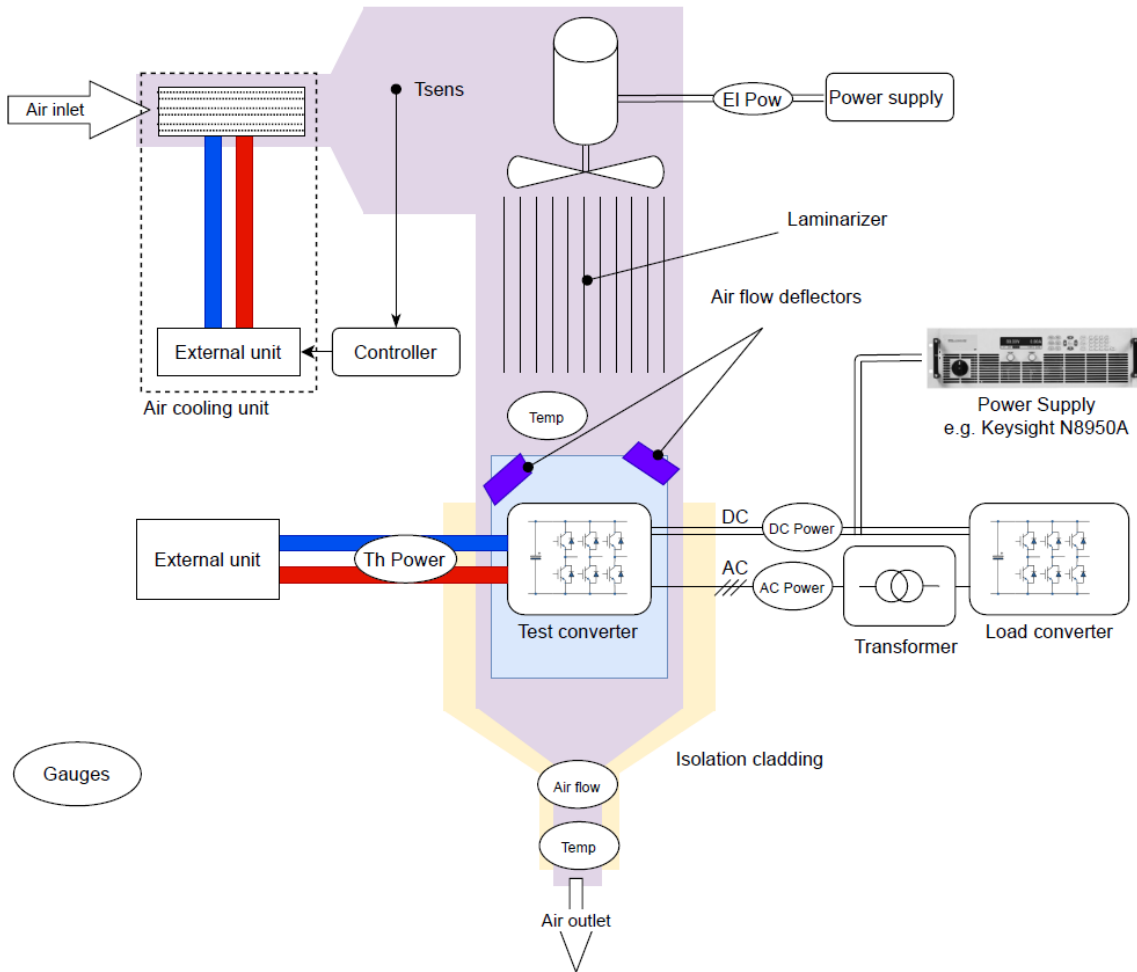 Air inlet
Tsens
El Pow
Power supply
Laminarizer
Air flow deflectors
External unit
Controller
Air cooling unit
Temp
Power Supply
e.g. Keysight N8950A
External unit
Th Power
DC
DC Power
AC
AC Power
Test converter
Transformer
Load converter
Isolation cladding
Gauges
Air flow
Temp
Air outlet